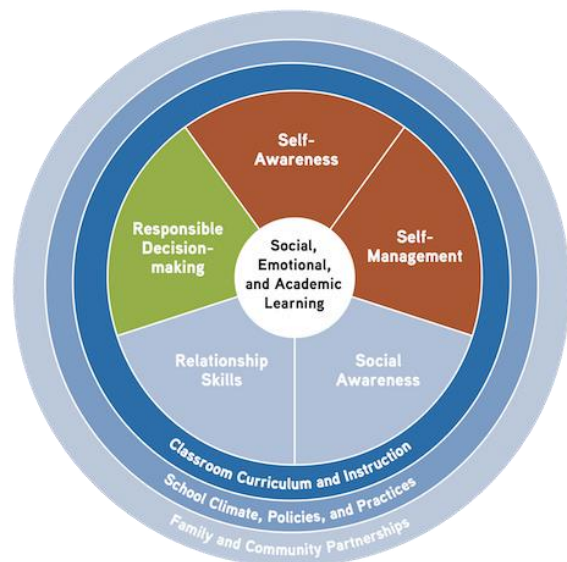 Self-
Awareness
Responsible
Decision-
making
Self-
Management
Social,
Emotional,
and Academic
Learning
Relationship
Skills
Social
Awareness
Classroom Curriculum and Instruction
School Climate, Policies, and Practices
Family and Community Partnerships